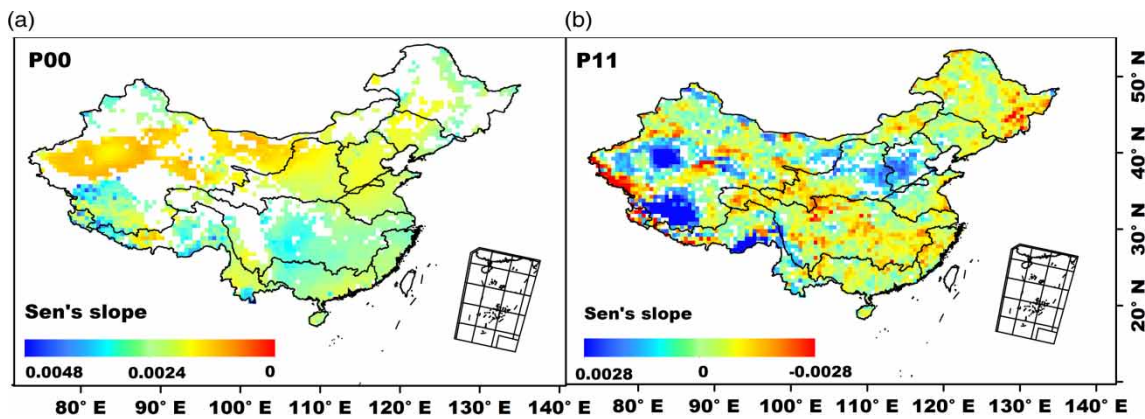 (a)
P00
Sen's slope
0.0048 0.0024 0
80° E 90° E 100° E 110° E 120° E 130° E 140° E
(b)
P11
Sen's slope
0.0028 0 -0.0028
80° E 90° E 100° E 110° E 120° E 130° E 140° E
50° N
40° N
30° N
20° N